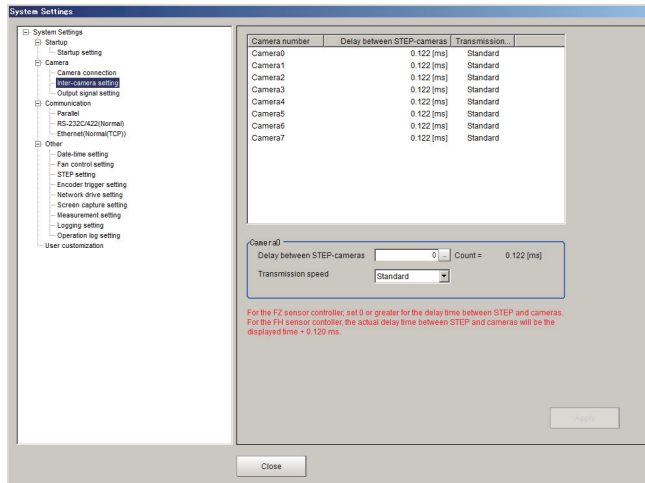 System Settings
System Settings
Startup
Startup setting
Camera
Camera connection
Inter-camera setting
Output signal setting
Communication
Parallel
RS-232C/422(Normal)
Ethernet(Normal(TCP))
Other
Date-time setting
Fan control setting
STEP setting
Encoder trigger setting
Network drive setting
Screen capture setting
Measurement setting
Logging setting
Operation log setting
User customization
Camera number Delay between STEP-cameras Transmission...
Camera0 0.122 [ms] Standard
Camera1 0.122 [ms] Standard
Camera2 0.122 [ms] Standard
Camera3 0.122 [ms] Standard
Camera4 0.122 [ms] Standard
Camera5 0.122 [ms] Standard
Camera6 0.122 [ms] Standard
Camera7 0.122 [ms] Standard
Camera0
Delay between STEP-cameras 0 ... Count = 0.122 [ms]
Transmission speed Standard
For the FZ sensor controller, set 0 or greater for the delay time between STEP and cameras.
For the FH sensor contoller, the actual delay time between STEP and cameras will be the
displayed time + 0.120 ms.
Apply
Close